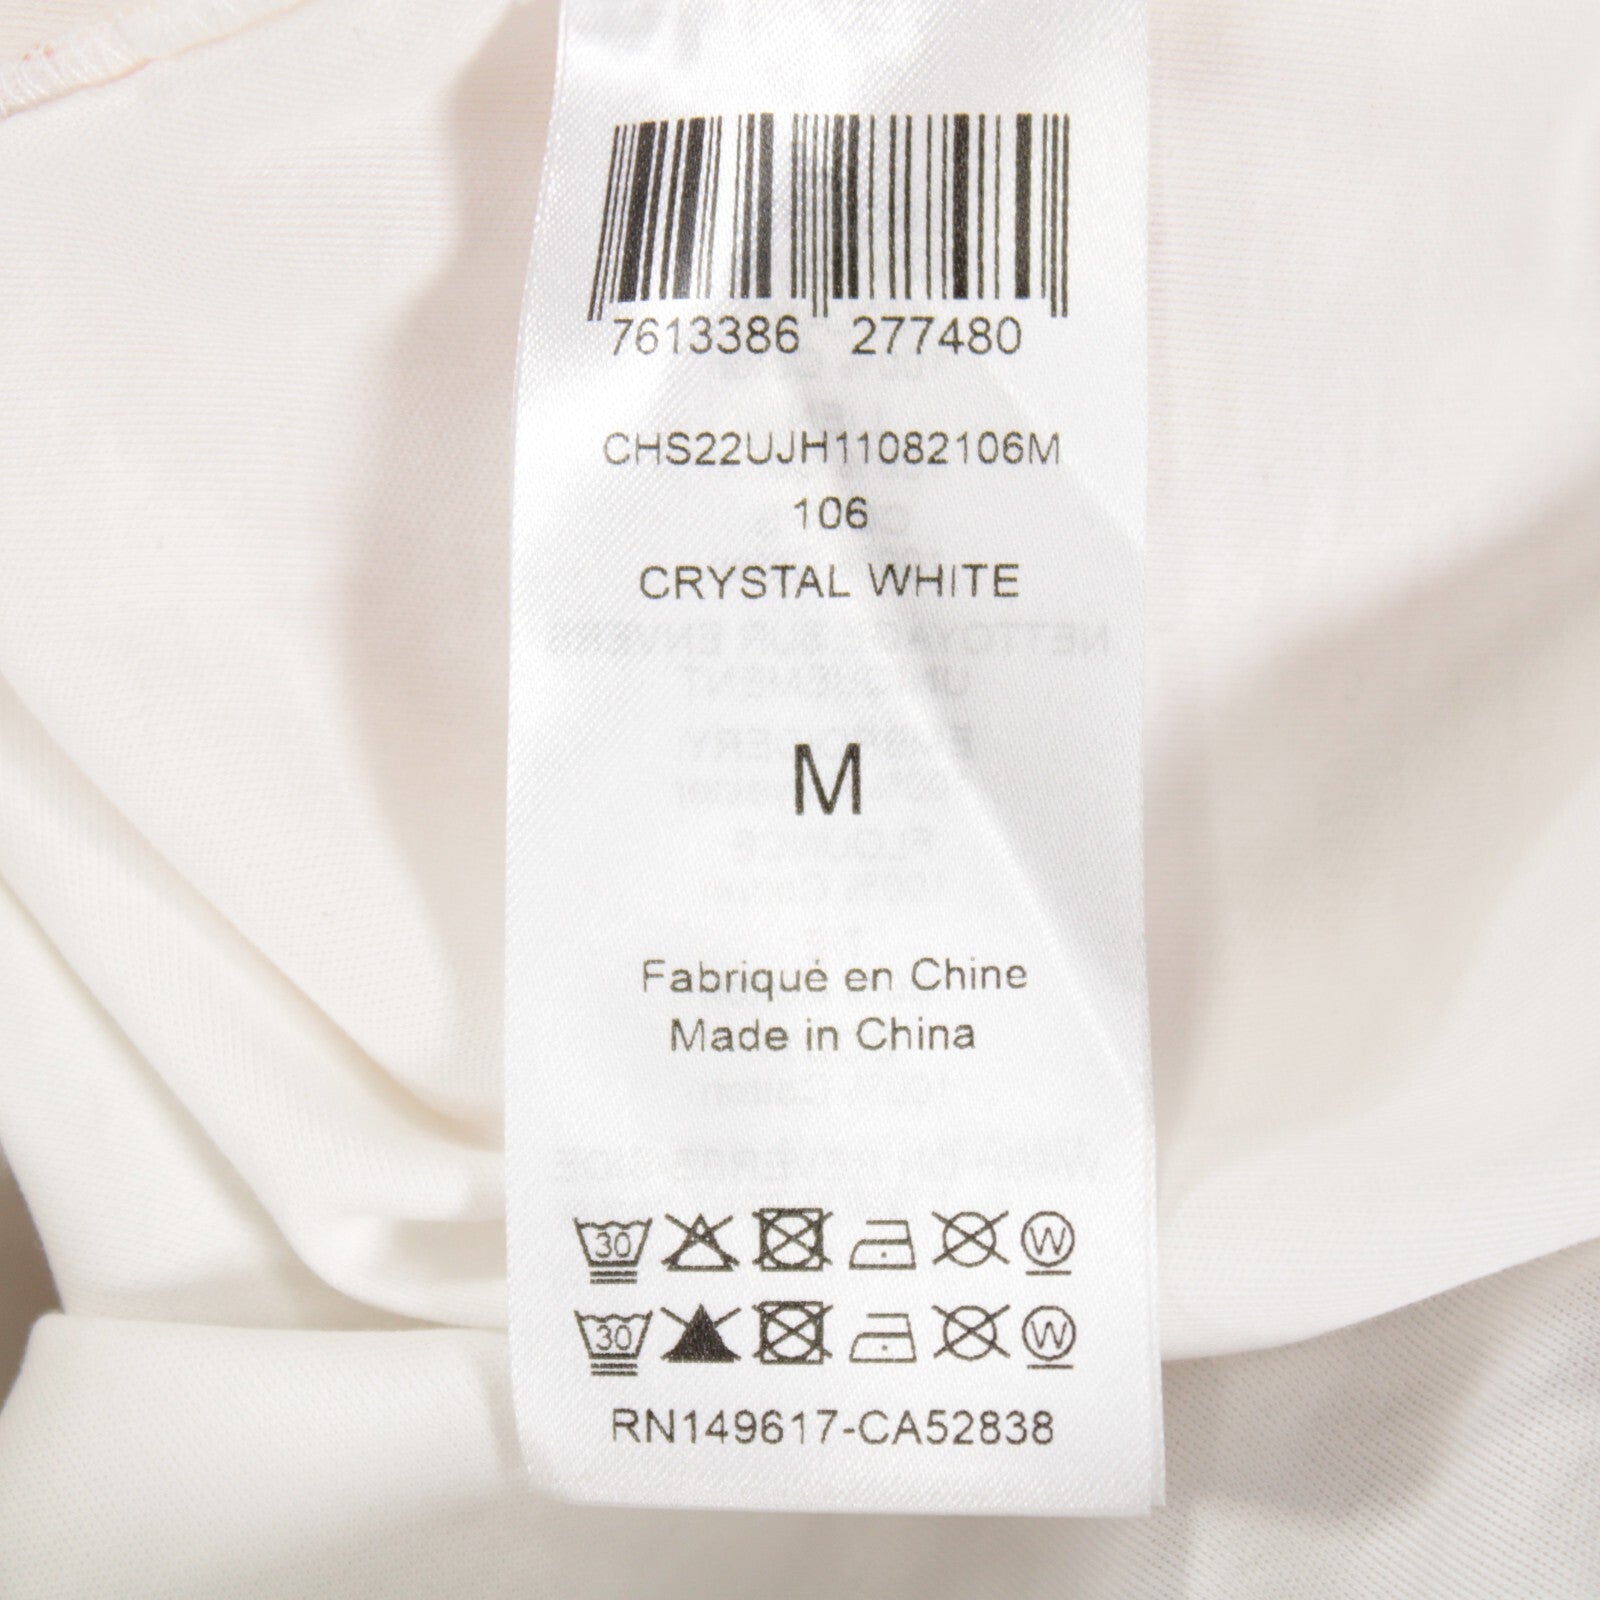 7613386 277480
CHS22UJH11082106M
106
CRYSTAL WHITE
M
Fabriqué en Chine
Made in China
30 W
30 W
RN149617-CA52838